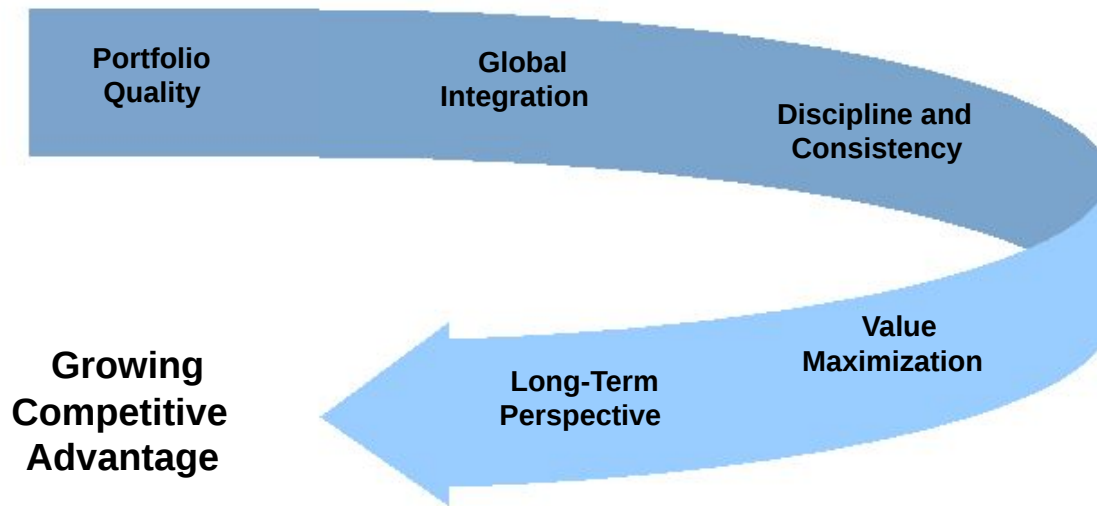 Portfolio
Quality
Global
Integration
Discipline and
Consistency
Value
Maximization
Long-Term
Perspective
Growing
Competitive
Advantage